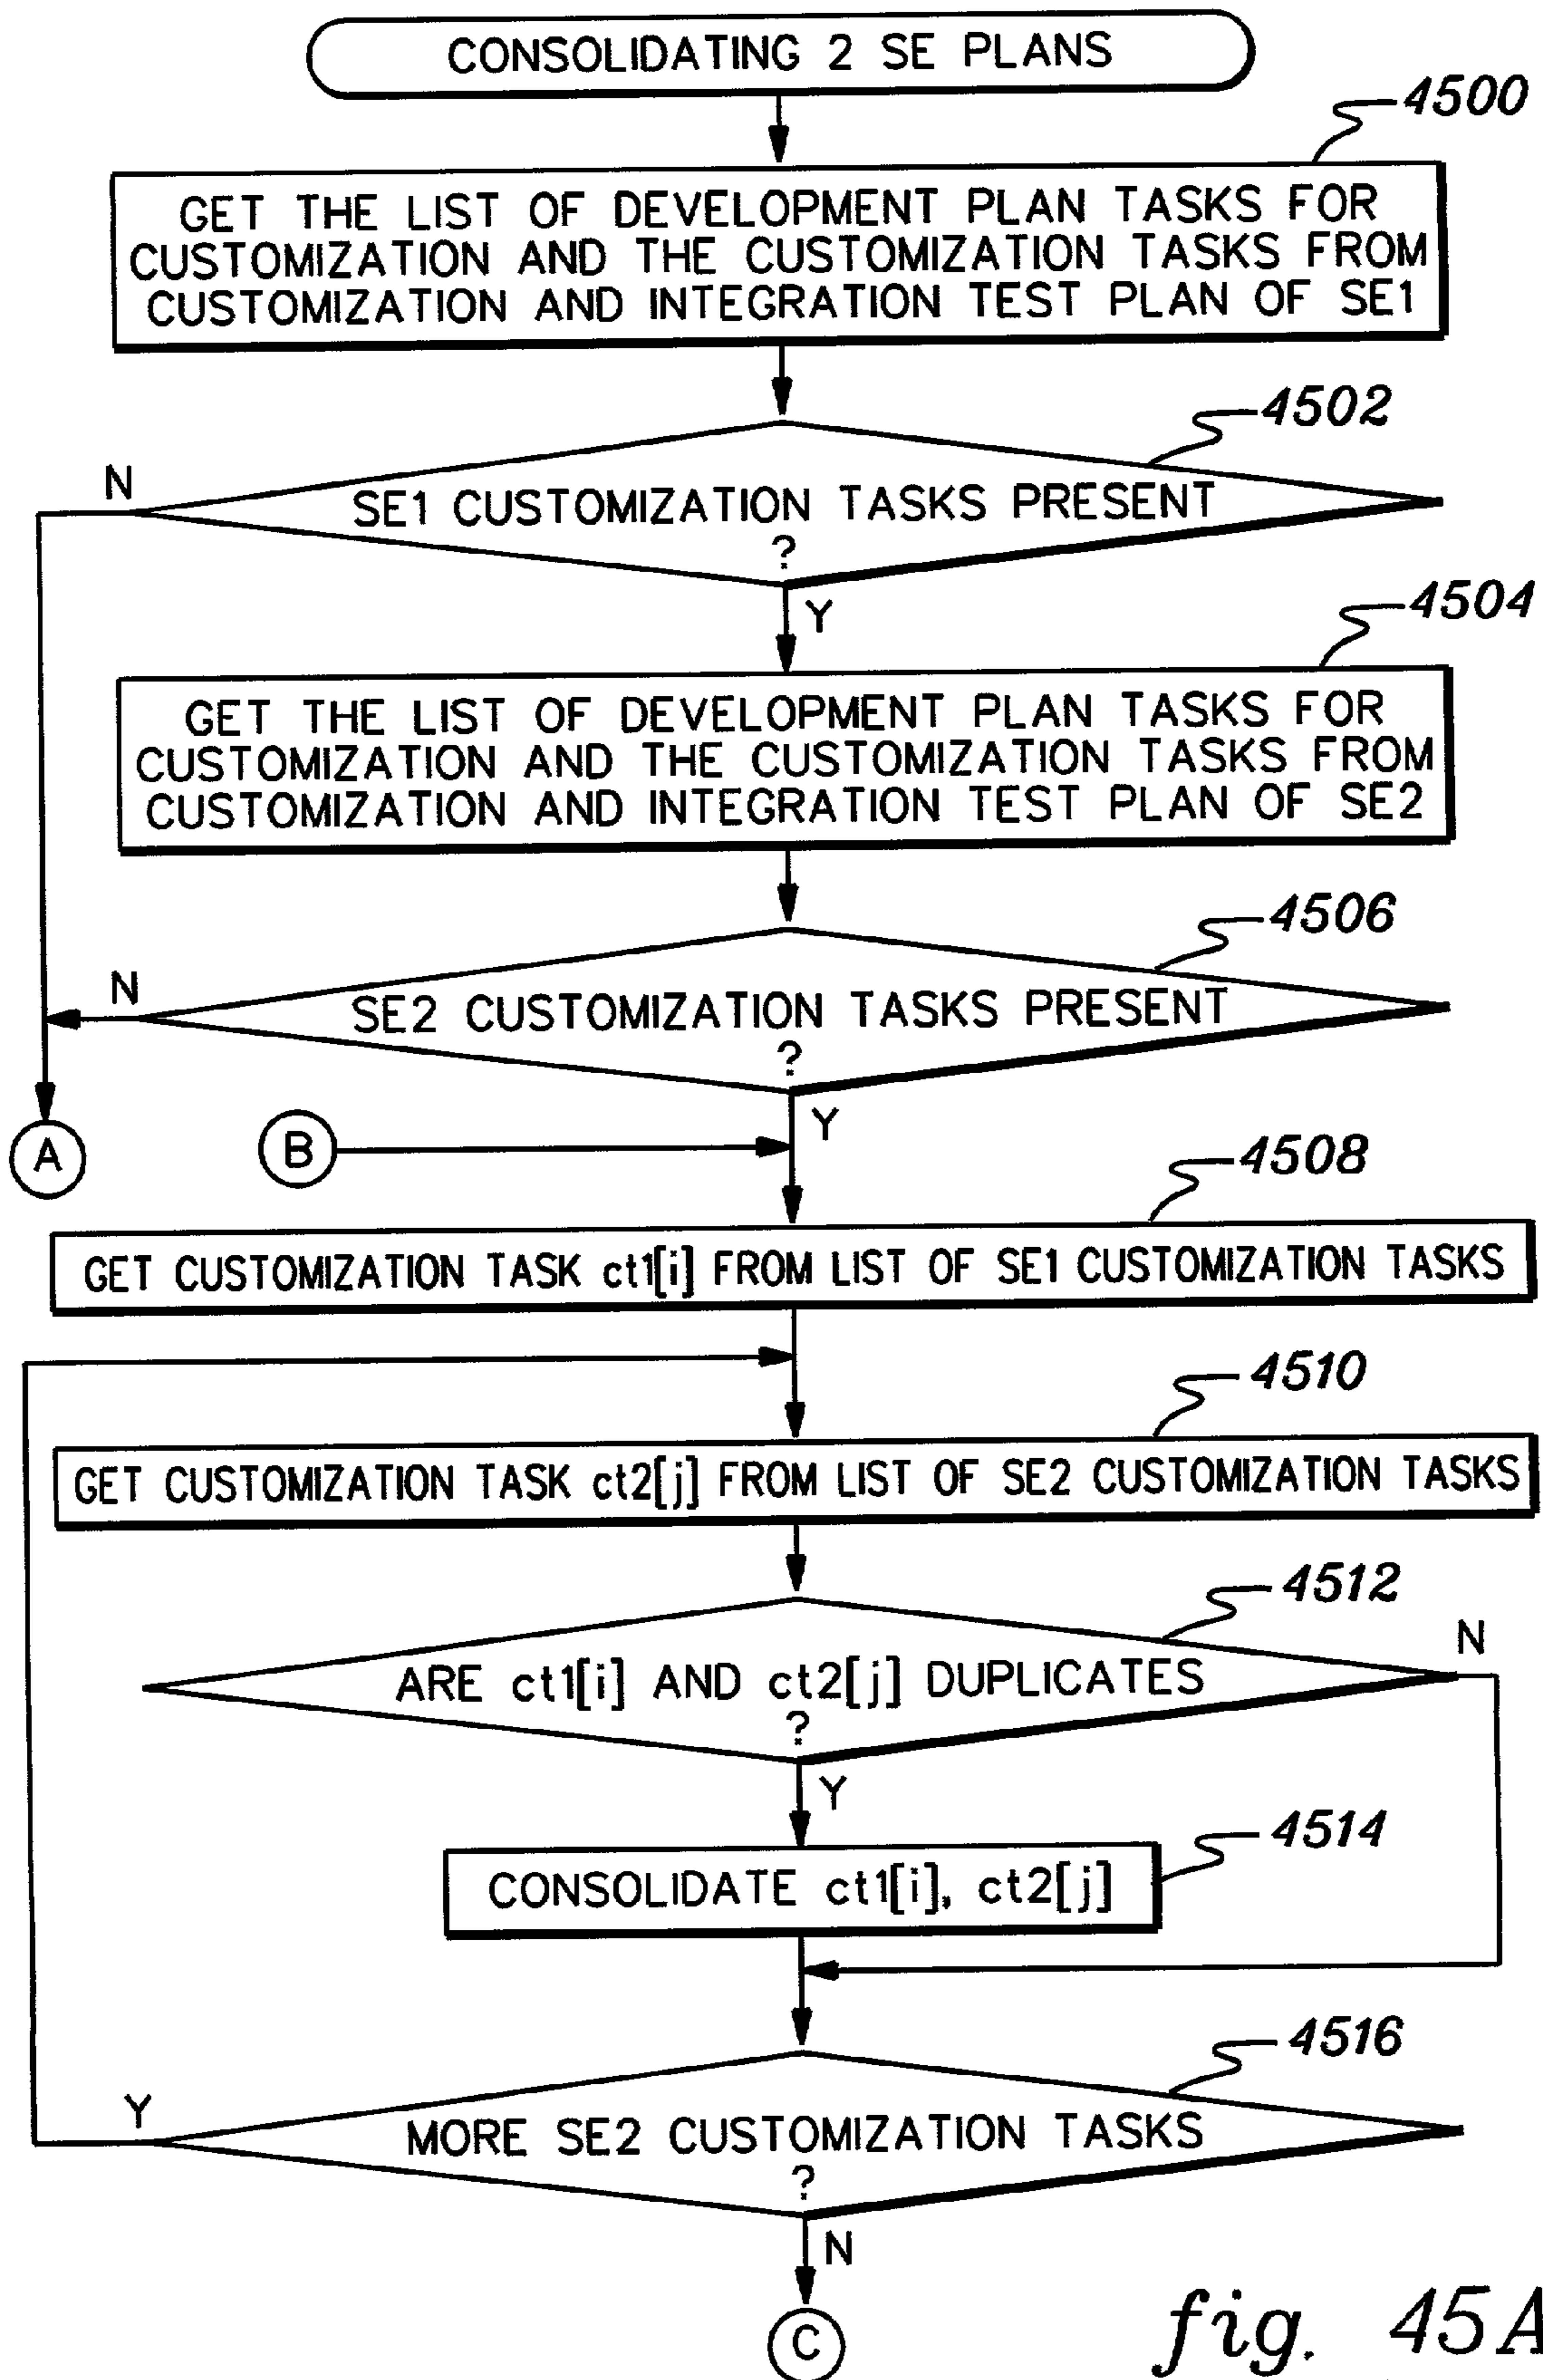 CONSOLIDATING 2 SE PLANS
4500
GET THE LIST OF DEVELOPMENT PLAN TASKS FOR
CUSTOMIZATION AND THE CUSTOMIZATION TASKS FROM
CUSTOMIZATION AND INTEGRATION TEST PLAN OF SE1
4502
N
SE1 CUSTOMIZATION TASKS PRESENT
?
Y
4504
GET THE LIST OF DEVELOPMENT PLAN TASKS FOR
CUSTOMIZATION AND THE CUSTOMIZATION TASKS FROM
CUSTOMIZATION AND INTEGRATION TEST PLAN OF SE2
4506
N
SE2 CUSTOMIZATION TASKS PRESENT
?
Y
A
B
4508
GET CUSTOMIZATION TASK ct1[i] FROM LIST OF SE1 CUSTOMIZATION TASKS
4510
GET CUSTOMIZATION TASK ct2[j] FROM LIST OF SE2 CUSTOMIZATION TASKS
4512
N
ARE ct1[i] AND ct2[j] DUPLICATES
?
Y
4514
CONSOLIDATE ct1[i], ct2[j]
4516
Y
MORE SE2 CUSTOMIZATION TASKS
?
N
C
fig. 45A